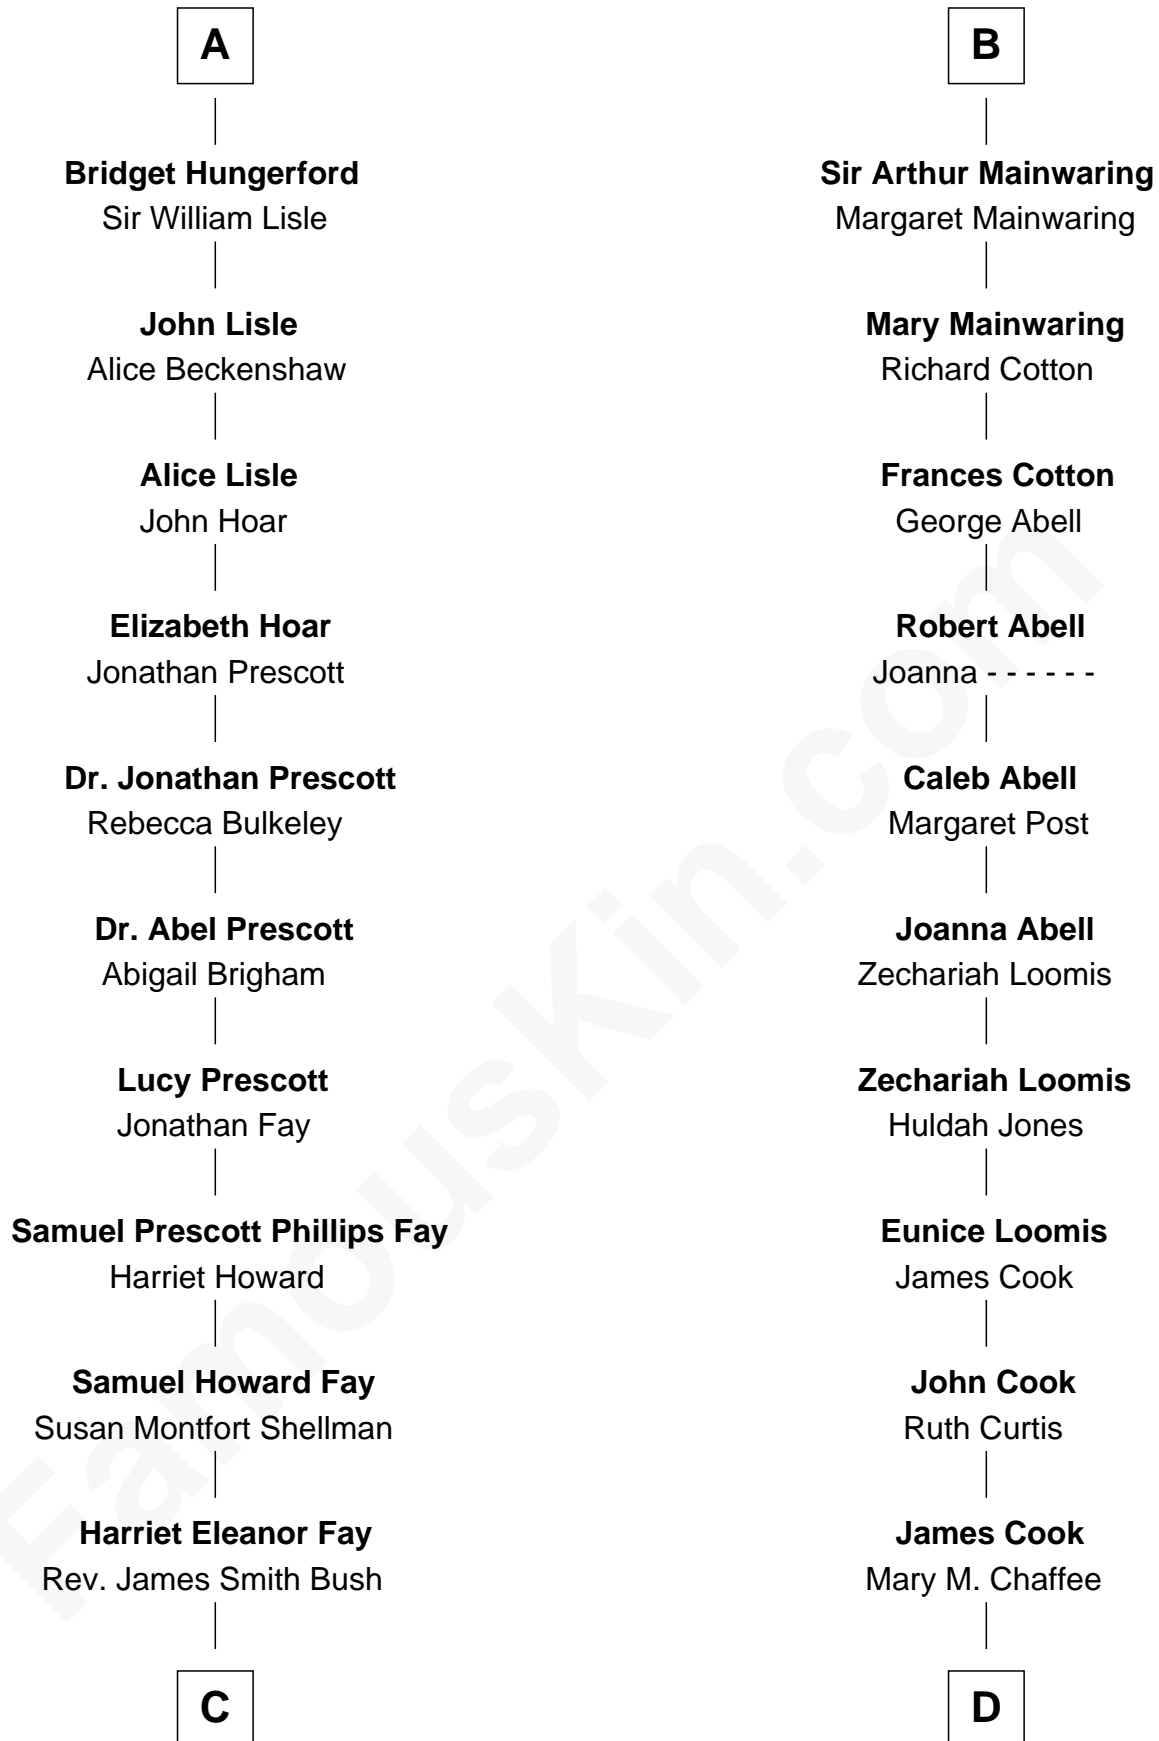 A
Bridget Hungerford
Sir William Lisle
John Lisle
Alice Beckenshaw
Alice Lisle
John Hoar
Elizabeth Hoar
Jonathan Prescott
Dr. Jonathan Prescott
Rebecca Bulkeley
Dr. Abel Prescott
Abigail Brigham
Lucy Prescott
Jonathan Fay
Samuel Prescott Phillips Fay
Harriet Howard
Samuel Howard Fay
Susan Montfort Shellman
Harriet Eleanor Fay
Rev. James Smith Bush
C
B
Sir Arthur Mainwaring
Margaret Mainwaring
Mary Mainwaring
Richard Cotton
Frances Cotton
George Abell
Robert Abell
Joanna - - - - - -
Caleb Abell
Margaret Post
Joanna Abell
Zechariah Loomis
Zechariah Loomis
Huldah Jones
Eunice Loomis
James Cook
John Cook
Ruth Curtis
James Cook
Mary M. Chaffee
D
FamousKin.com